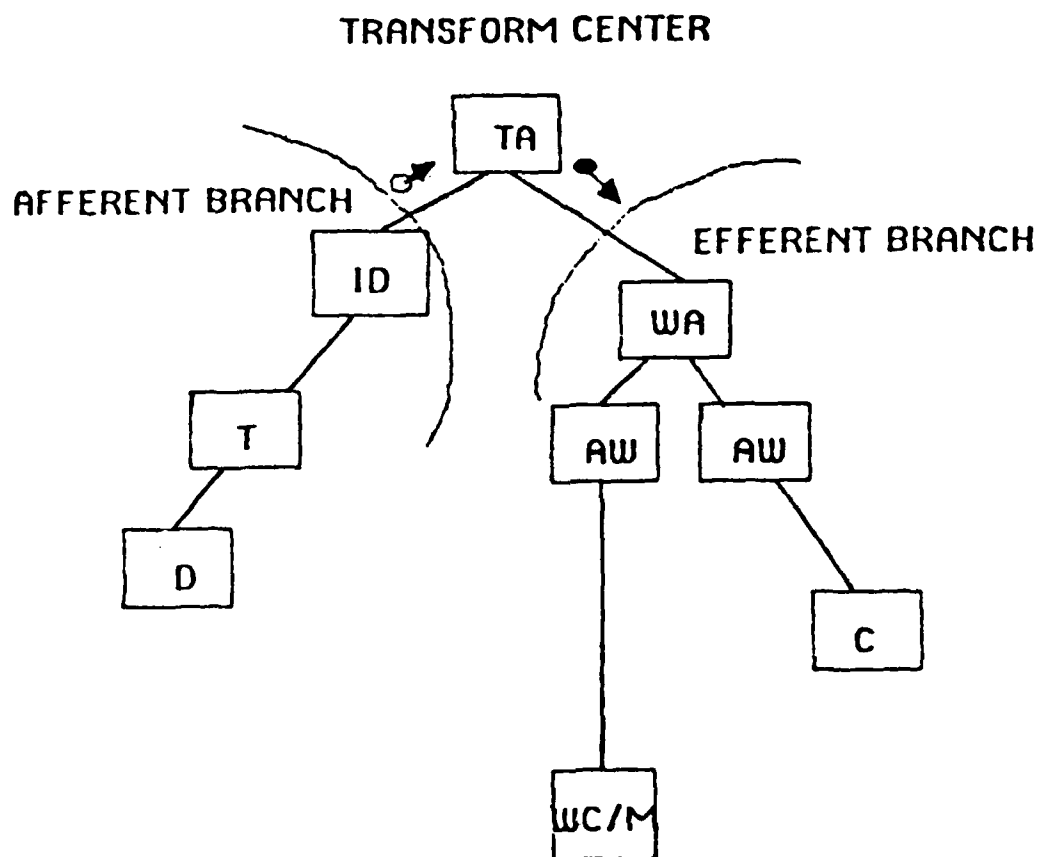 TRANSFORM CENTER
TA
AFFERENT BRANCH
EFFERENT BRANCH
ID
WA
T
AW
AW
D
C
WC/M